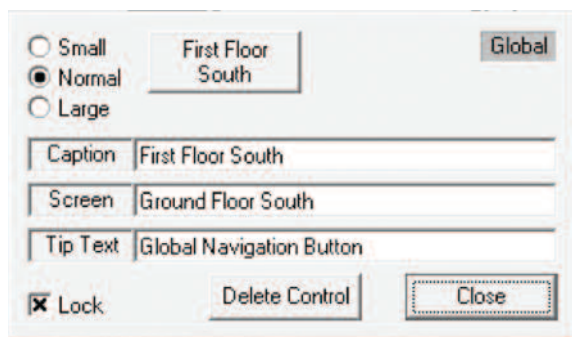 Small
Normal
Large
First Floor
South
Global
Caption First Floor South
Screen Ground Floor South
Tip Text Global Navigation Button
Lock
Delete Control
Close